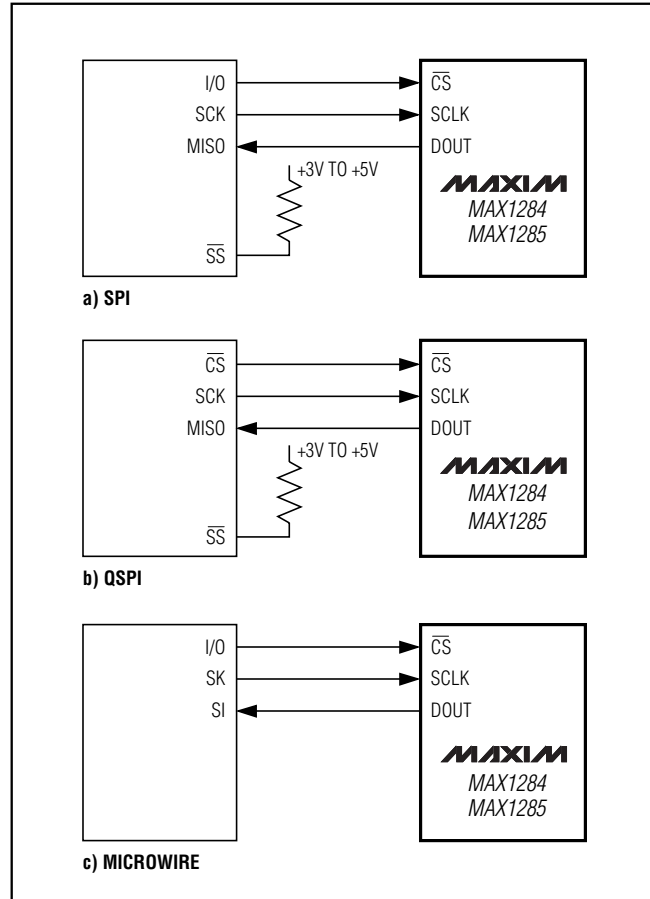 I/O CS̅
SCK SCLK
MISO DOUT
+3V TO +5V
MAXIM
MAX1284
MAX1285
SS̅
a) SPI
CS̅ CS̅
SCK SCLK
MISO DOUT
+3V TO +5V
MAXIM
MAX1284
MAX1285
SS̅
b) QSPI
I/O CS̅
SK SCLK
SI DOUT
MAXIM
MAX1284
MAX1285
c) MICROWIRE